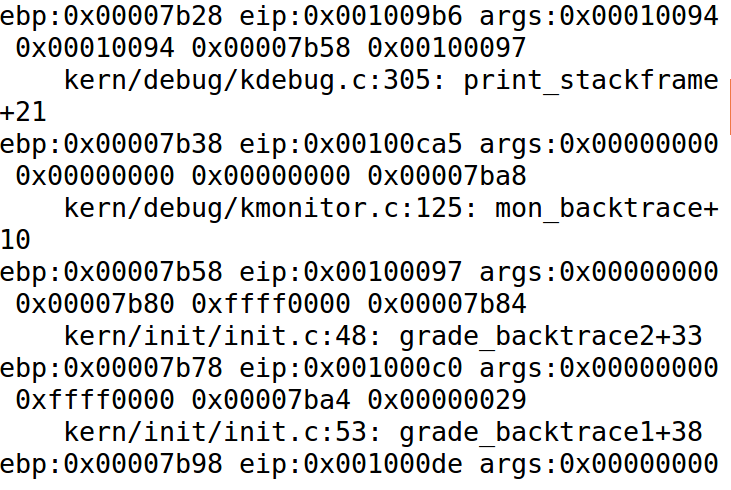 ebp:0x00007b28 eip:0x001009b6 args:0x00010094
 0x00010094 0x00007b58 0x00100097
    kern/debug/kdebug.c:305: print_stackframe
+21
ebp:0x00007b38 eip:0x00100ca5 args:0x00000000
 0x00000000 0x00000000 0x00007ba8
    kern/debug/kmonitor.c:125: mon_backtrace+
10
ebp:0x00007b58 eip:0x00100097 args:0x00000000
 0x00007b80 0xffff0000 0x00007b84
    kern/init/init.c:48: grade_backtrace2+33
ebp:0x00007b78 eip:0x001000c0 args:0x00000000
 0xffff0000 0x00007ba4 0x00000029
    kern/init/init.c:53: grade_backtrace1+38
ebp:0x00007b98 eip:0x001000de args:0x00000000